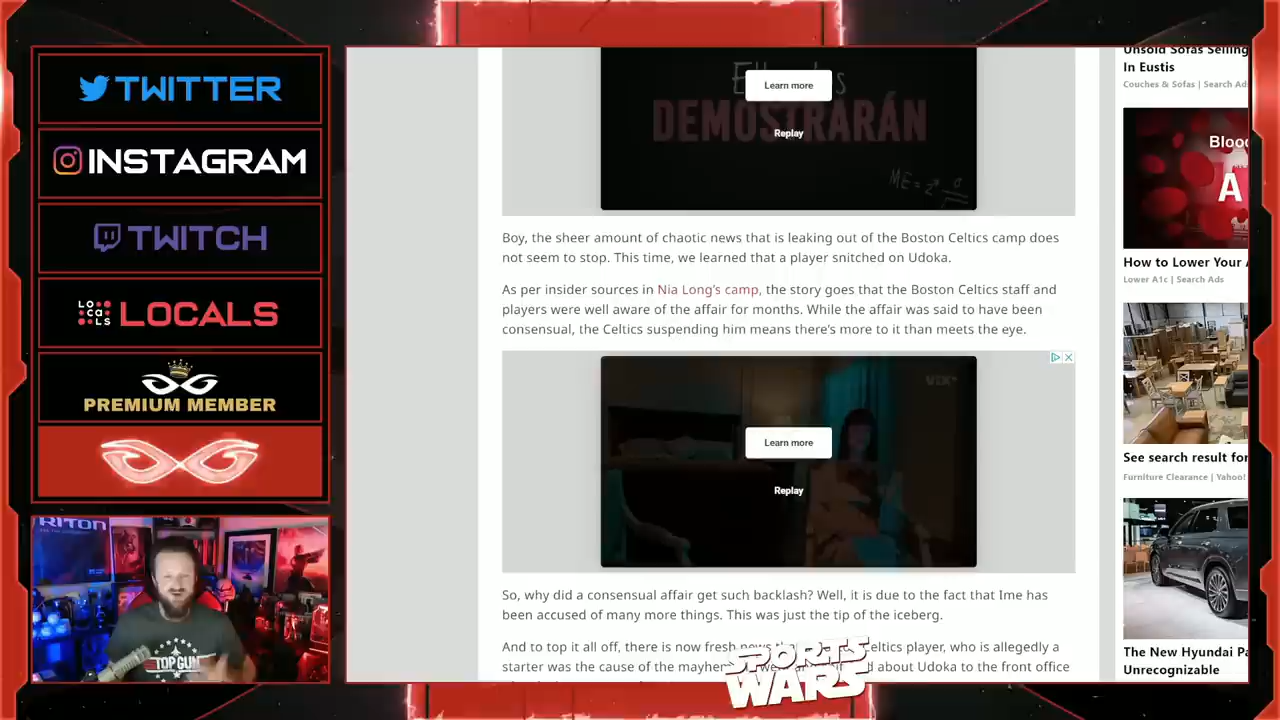 TWITTER
INSTAGRAM
TWITCH
LOCALS
LOCALS
PREMIUM MEMBER
RITON
TOP GUN
Learn more
DEMOSTRARÁN
Replay
Boy, the sheer amount of chaotic news that is leaking out of the Boston Celtics camp does
not seem to stop. This time, we learned that a player snitched on Udoka.
As per insider sources in Nia Long's camp, the story goes that the Boston Celtics staff and
players were well aware of the affair for months. While the affair was said to have been
consensual, the Celtics suspending him means there's more to it than meets the eye.
VIX+
Learn more
Replay
So, why did a consensual affair get such backlash? Well, it is due to the fact that Ime has
been accused of many more things. This was just the tip of the iceberg.
And to top it all off, there is now fresh news Celtics player, who is allegedly a
starter was the cause of the mayhem about Udoka to the front office
SPORTS
WARS
Unsold Sofas Selling
In Eustis
Couches & Sofas | Search Ads
Blood
A
How to Lower Your A
Lower A1c | Search Ads
See search result for
Furniture Clearance | Yahoo!
The New Hyundai Pa
Unrecognizable